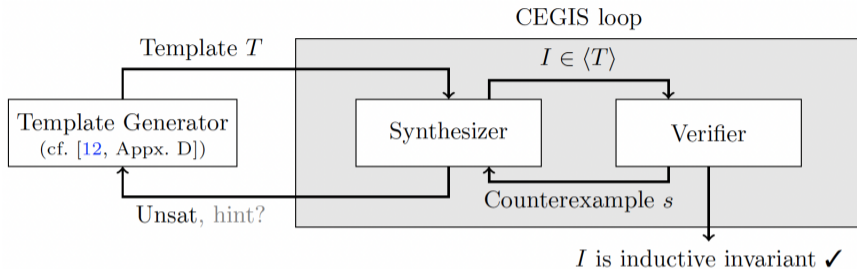 CEGIS loop
Template T
I ∈ ⟨T⟩
Template Generator
(cf. [12, Appx. D])
Synthesizer
Verifier
Unsat, hint?
Counterexample s
I is inductive invariant ✓